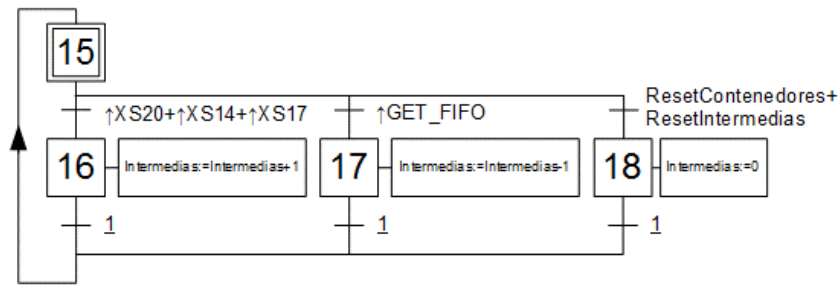 15
↑XS20+↑XS14+↑XS17
↑GET_FIFO
ResetContenedores+
ResetIntermedias
16
Intermedias:=Intermedias+1
17
Intermedias:=Intermedias-1
18
Intermedias:=0
1
1
1